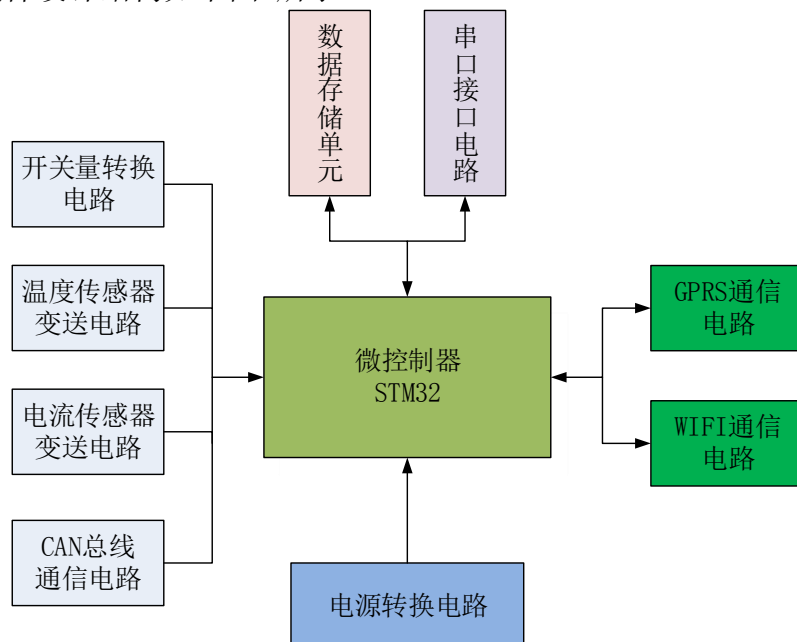 数
据
存
储
单
元
串
口
接
口
电
路
开关量转换
电路
温度传感器
变送电路
电流传感器
变送电路
CAN总线
通信电路
微控制器
STM32
GPRS通信
电路
WIFI通信
电路
电源转换电路